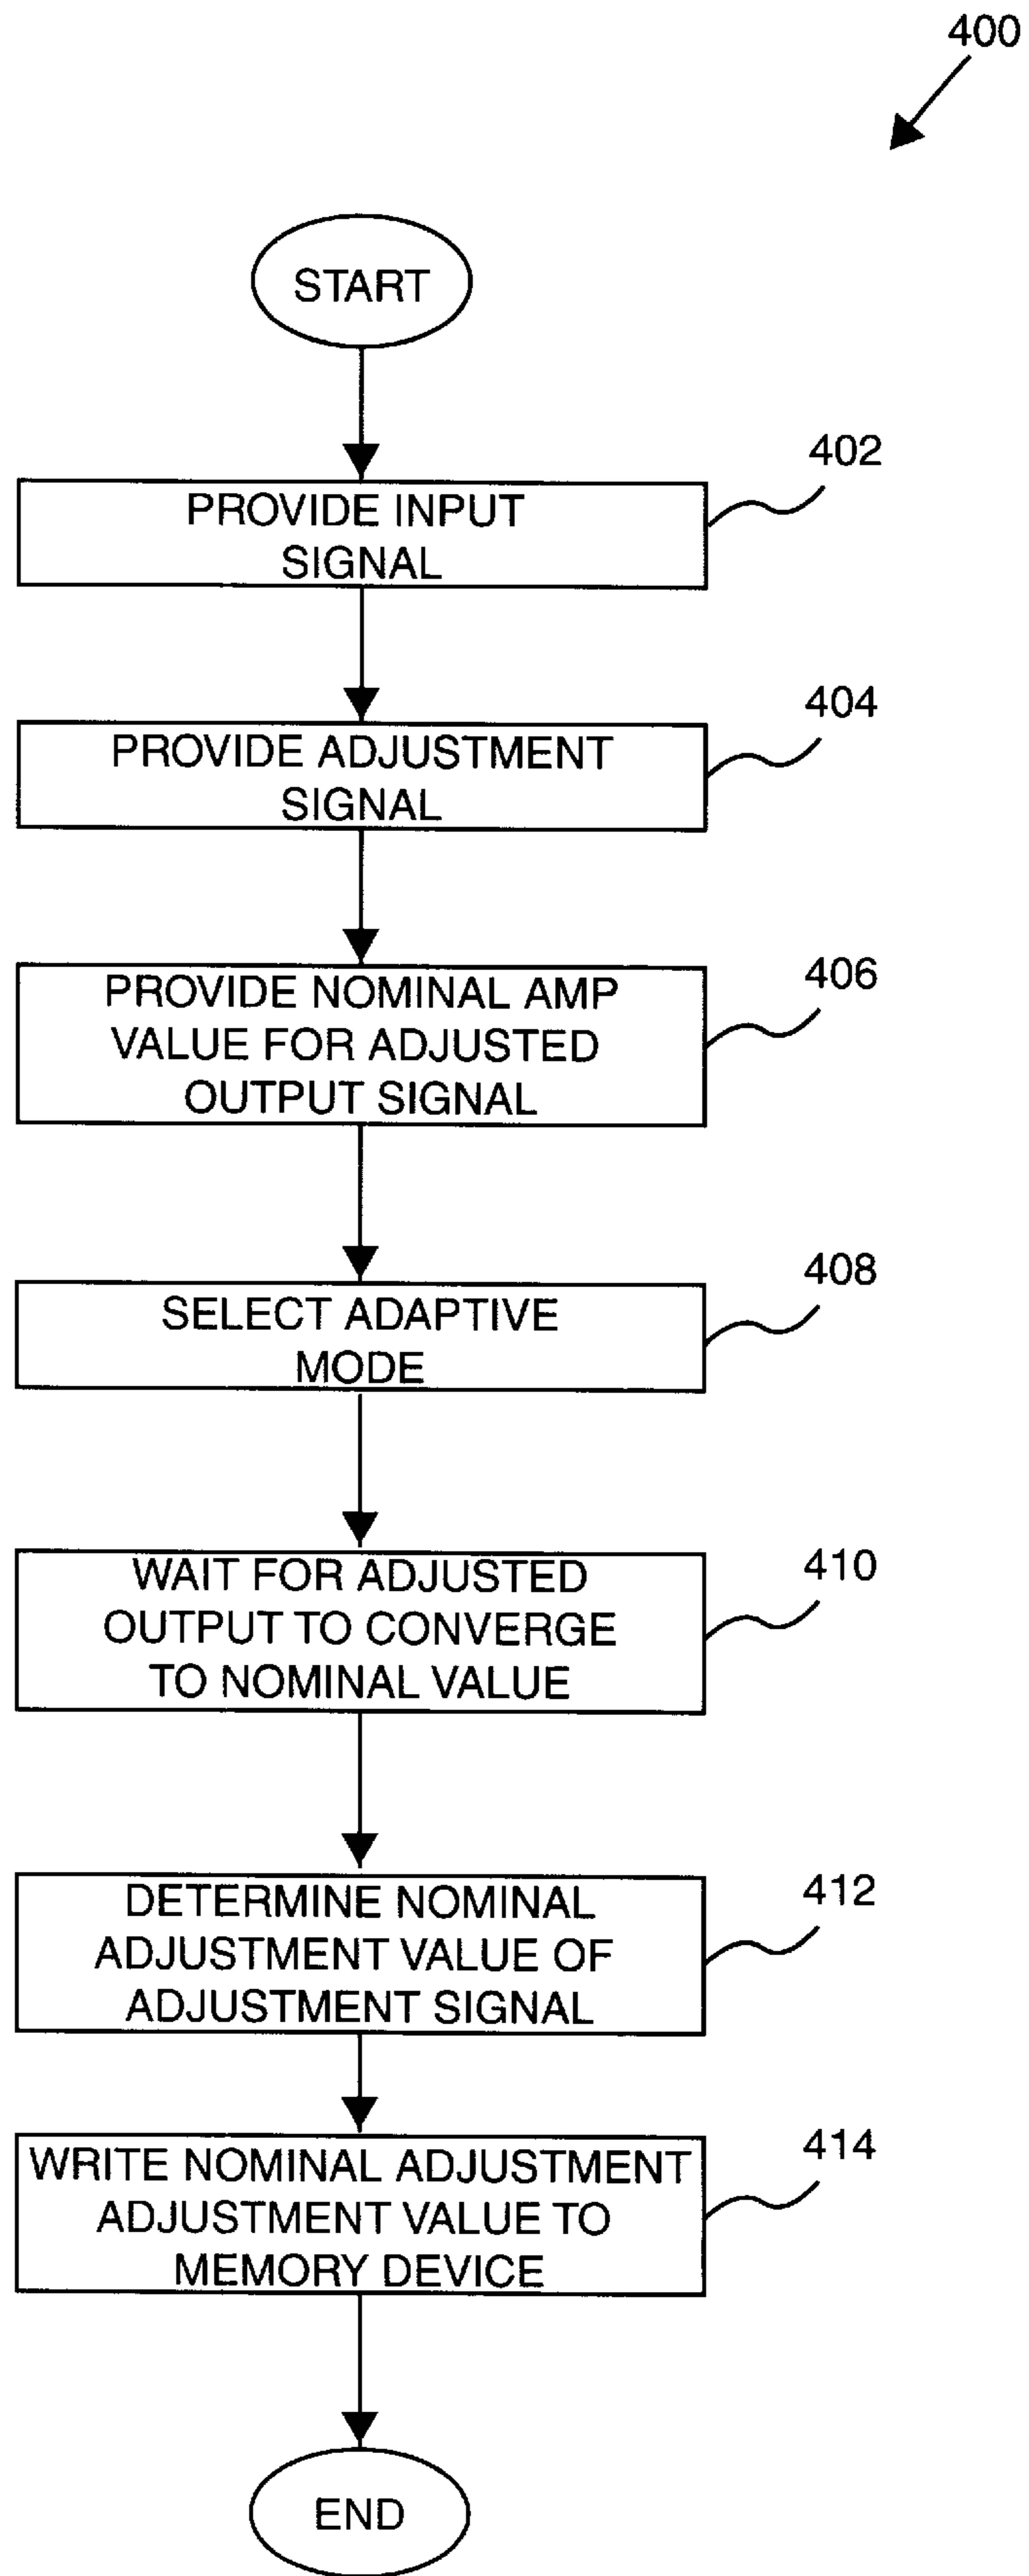 400
START
402
PROVIDE INPUT
SIGNAL
404
PROVIDE ADJUSTMENT
SIGNAL
406
PROVIDE NOMINAL AMP
VALUE FOR ADJUSTED
OUTPUT SIGNAL
408
SELECT ADAPTIVE
MODE
410
WAIT FOR ADJUSTED
OUTPUT TO CONVERGE
TO NOMINAL VALUE
412
DETERMINE NOMINAL
ADJUSTMENT VALUE OF
ADJUSTMENT SIGNAL
414
WRITE NOMINAL ADJUSTMENT
ADJUSTMENT VALUE TO
MEMORY DEVICE
END